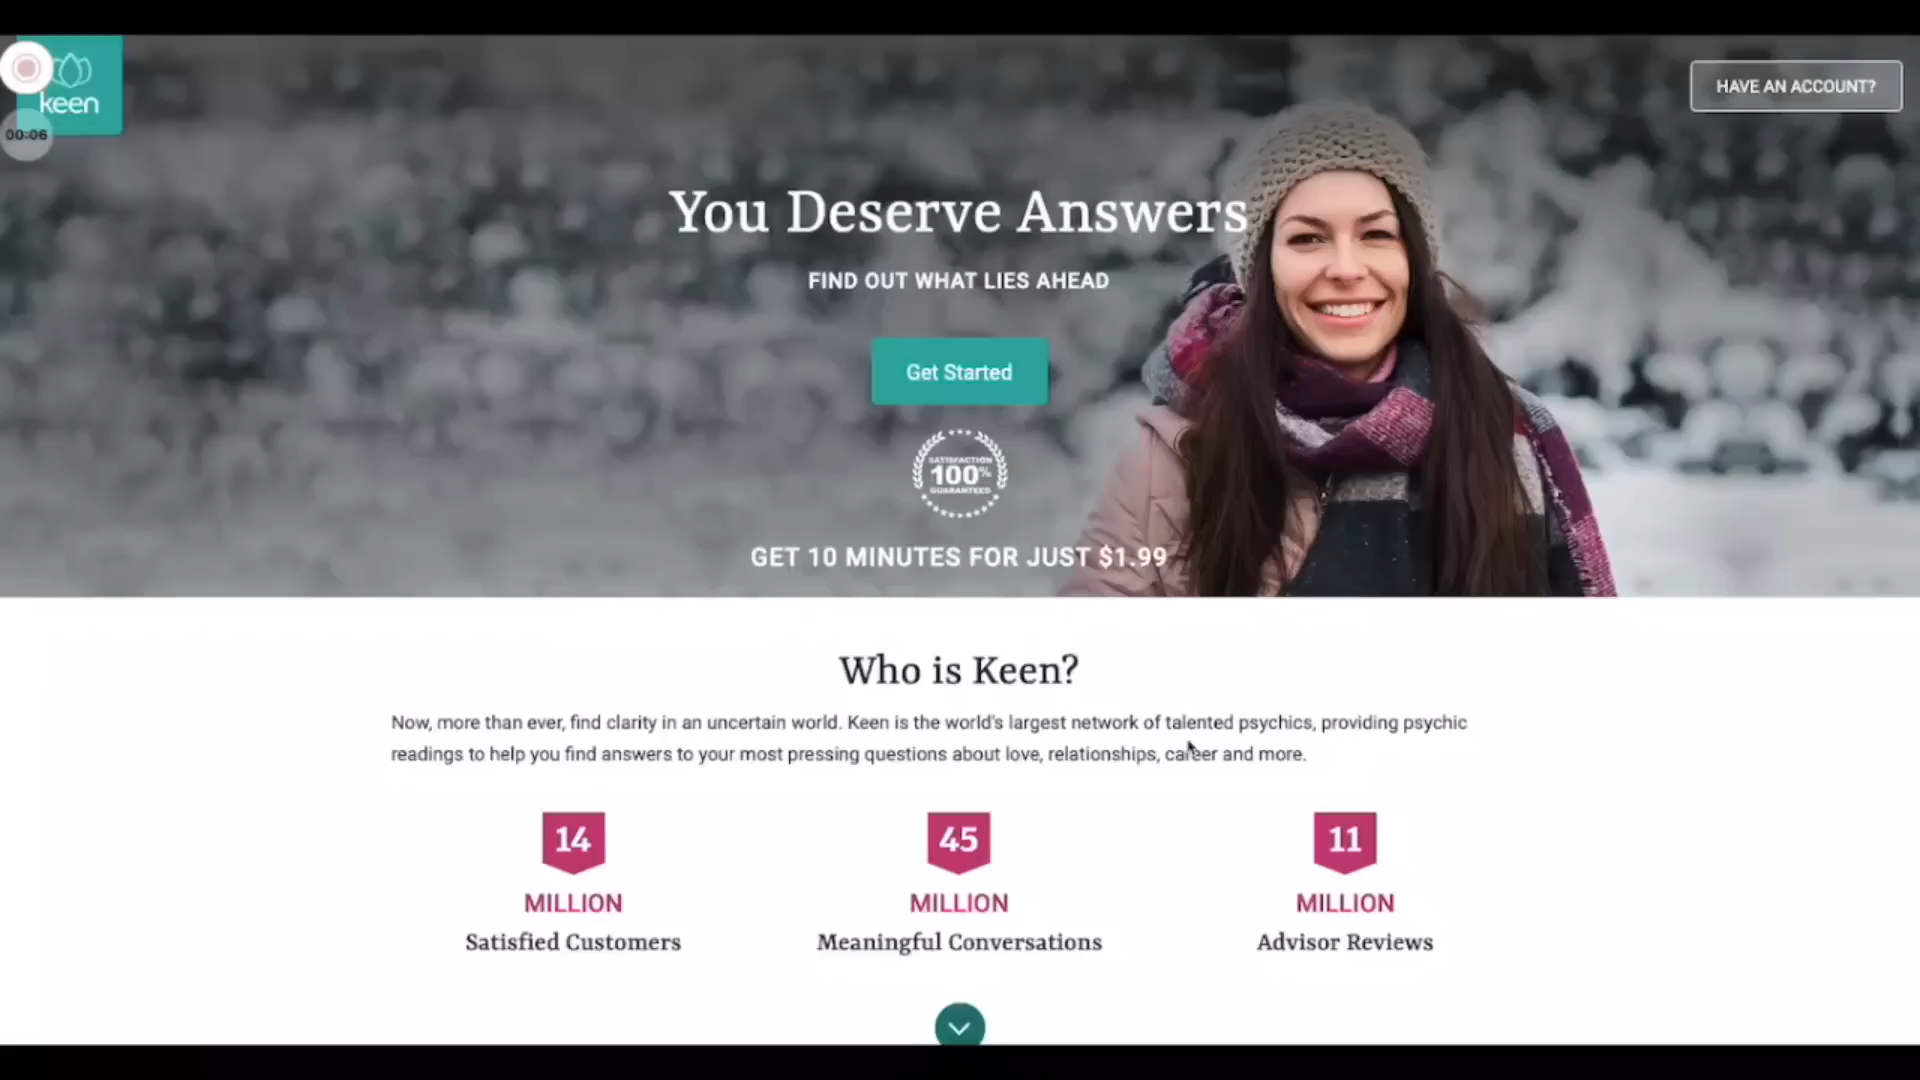 keen
00:06
HAVE AN ACCOUNT?
You Deserve Answers
FIND OUT WHAT LIES AHEAD
Get Started
SATISFACTION
100%
GUARANTEED
GET 10 MINUTES FOR JUST $1.99
Who is Keen?
Now, more than ever, find clarity in an uncertain world. Keen is the world's largest network of talented psychics, providing psychic
readings to help you find answers to your most pressing questions about love, relationships, career and more.
14
MILLION
Satisfied Customers
45
MILLION
Meaningful Conversations
11
MILLION
Advisor Reviews